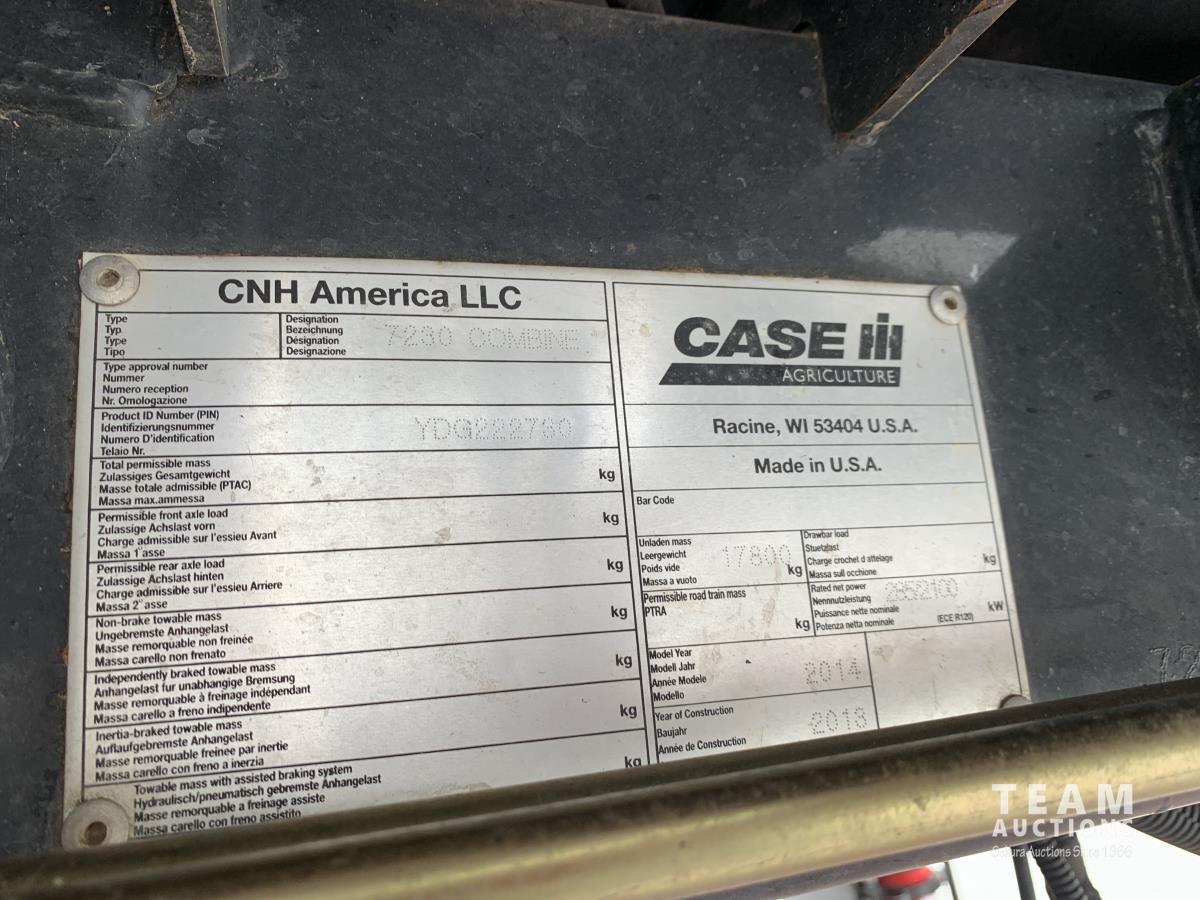 CNH America LLC
Type
Typ.
Type
Tipo
Designation
Bezeichnung
Désignation
Designazione
7230 COMBINE
Type approval number
Nummer
Numero reception
Nr. Omologazione
Product ID Number (PIN)
Identifizierungsnummer
Numero D'identification
Telaio Nr.
YDG222780
Total permissible mass
Zulassiges Gesamtgewicht
Masse totale admissible (PTAC)
Massa max.ammessa
kg
Permissible front axle load
Zulassige Achslast vorn
Charge admissible sur l'essieu Avant
Massa 1° asse
kg
Permissible rear axle load
Zulassige Achslast hinten
Charge admissible sur l'essieu Arriere
Massa 2° asse
kg
Non-brake towable mass
Ungebremste Anhangelast
Masse remorquable non freinée
Massa carello non frenato
kg
Independently braked towable mass
Anhangelast fur unabhangige Bremsung
Masse remorquable à freinage indépendant
Massa carello a freno indipendente
kg
Inertia-braked towable mass
Auflaufgebremste Anhangelast
Masse remorquable freinee par inertie
Massa carello con freno a inerzia
kg
Towable mass with assisted braking system
Hydraulisch/pneumatisch gebremste Anhangelast
Masse remorquable a freinage assiste
Massa carello con freno assistito
kg
CASE IH
AGRICULTURE
Racine, WI 53404 U.S.A.
Made in U.S.A.
Bar Code
Unladen mass
Leergewicht
Poids vide
Massa a vuoto
17800 kg
Drawbar load
Stuetzlast
Charge crochet d attelage
Massa sull occhione
kg
Permissible road train mass
PTRA
kg
Rated net power
Nennnutzleistung
Puissance nette nominale
Potenza netta nominale
(ECE R120)
kW
Model Year
Modell Jahr
Année Modele
Modello
2014
Year of Construction
Baujahr
Année de Construction
2013
TEAM
AUCTIONS
Sekura Auctions Since 1966